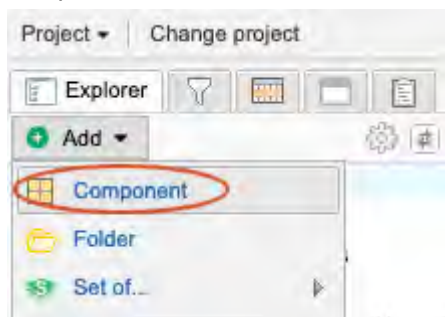 Project Change project
Explorer
Add
Component
Folder
Set of...